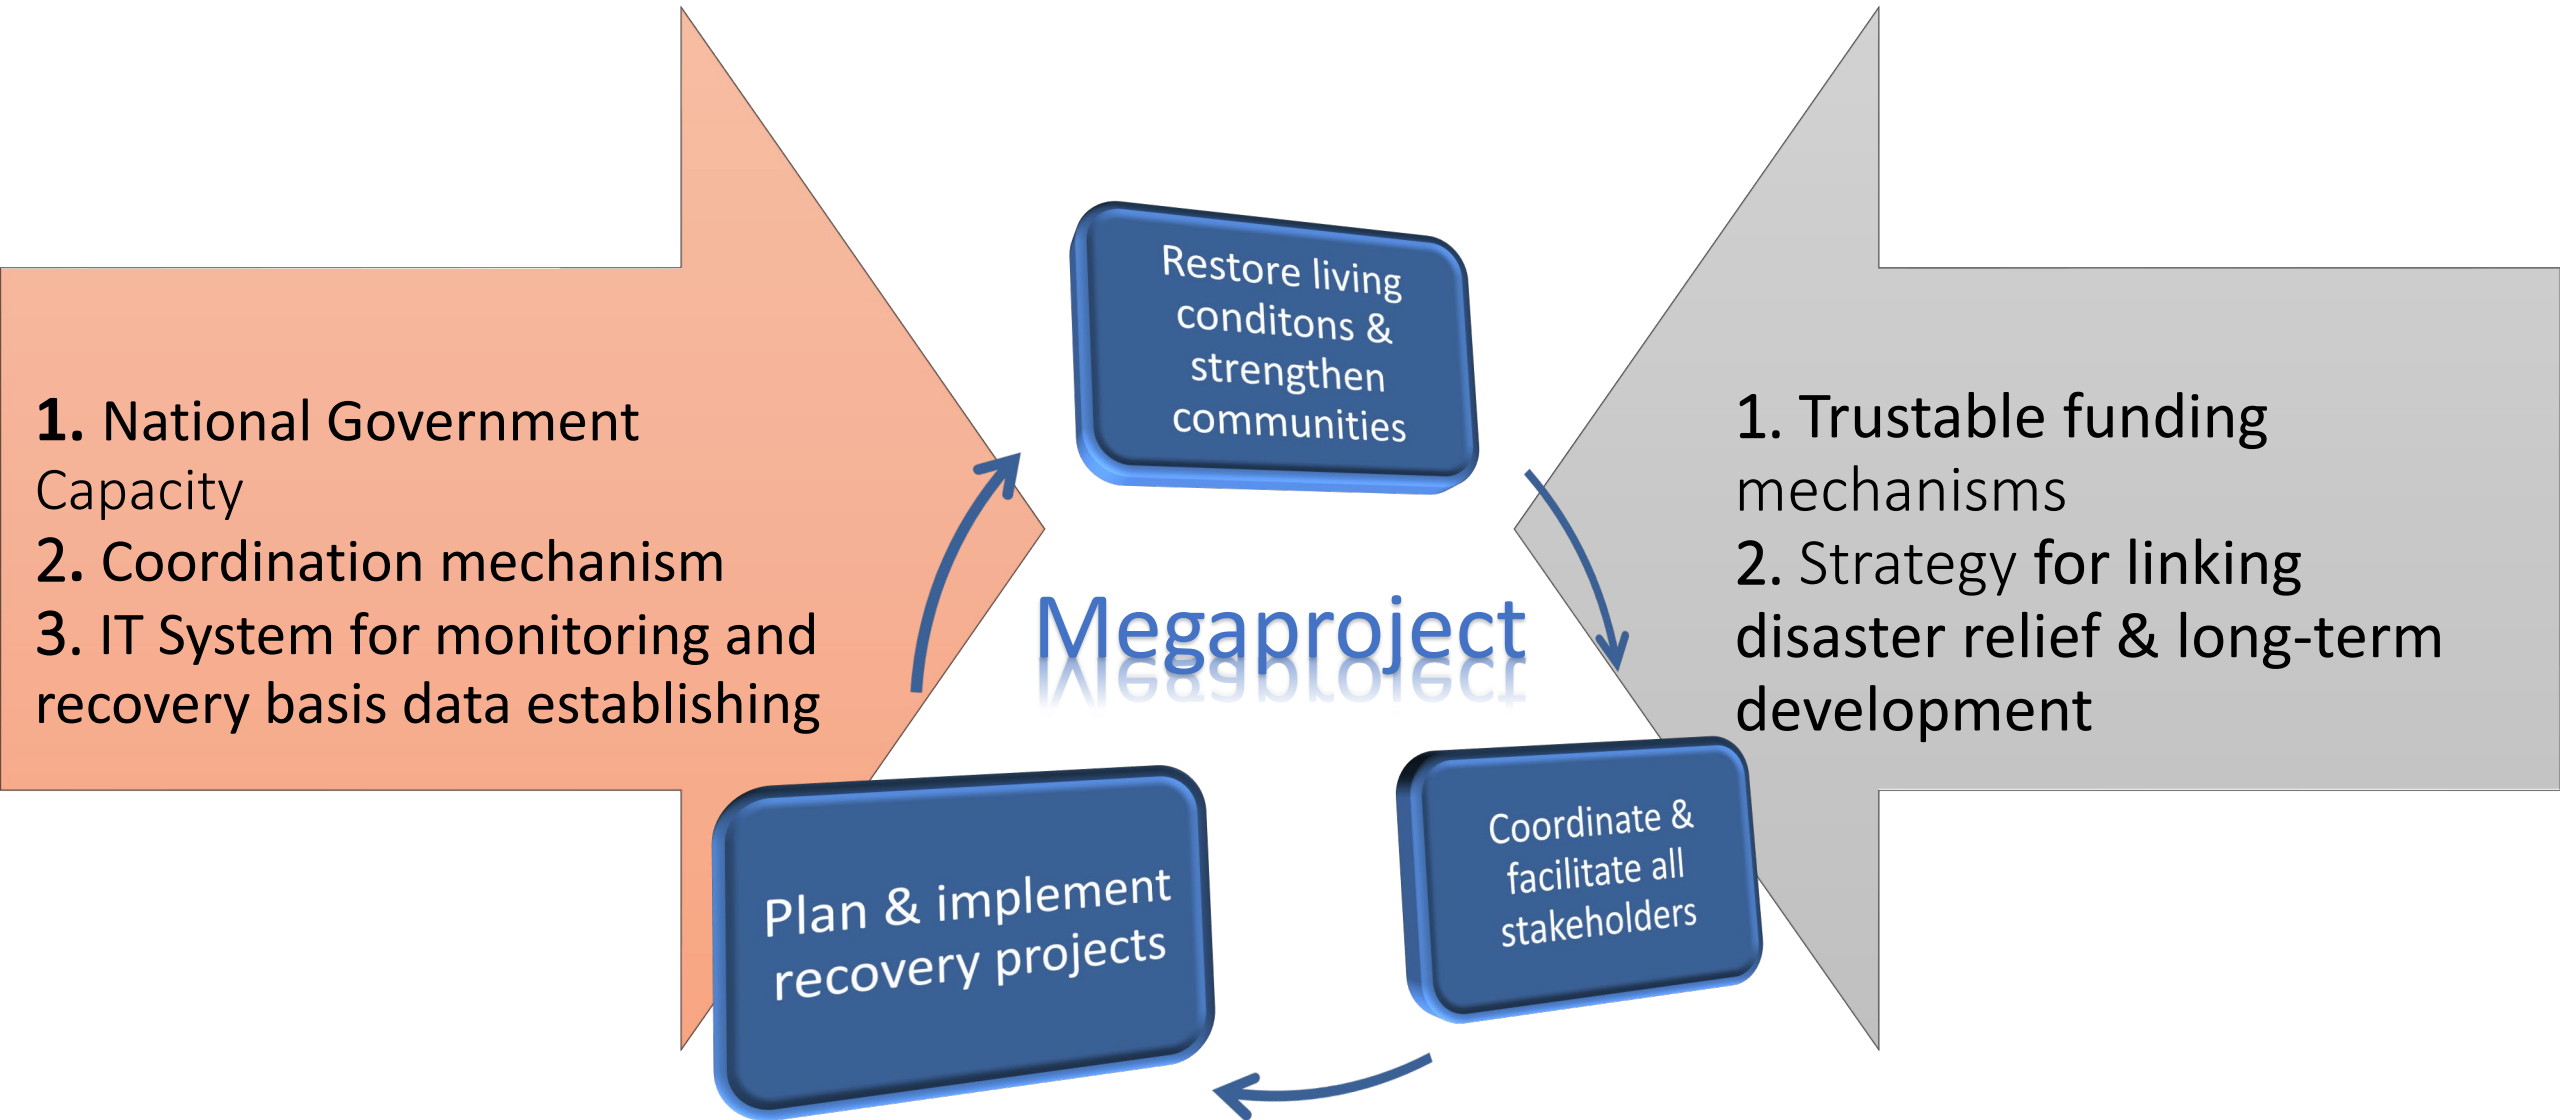 1. National Government
Capacity
2. Coordination mechanism
3. IT System for monitoring and
recovery basis data establishing
Restore living
conditons &
strengthen
communities
Megaproject
Plan & implement
recovery projects
Coordinate &
facilitate all
stakeholders
1. Trustable funding
mechanisms
2. Strategy for linking
disaster relief & long-term
development